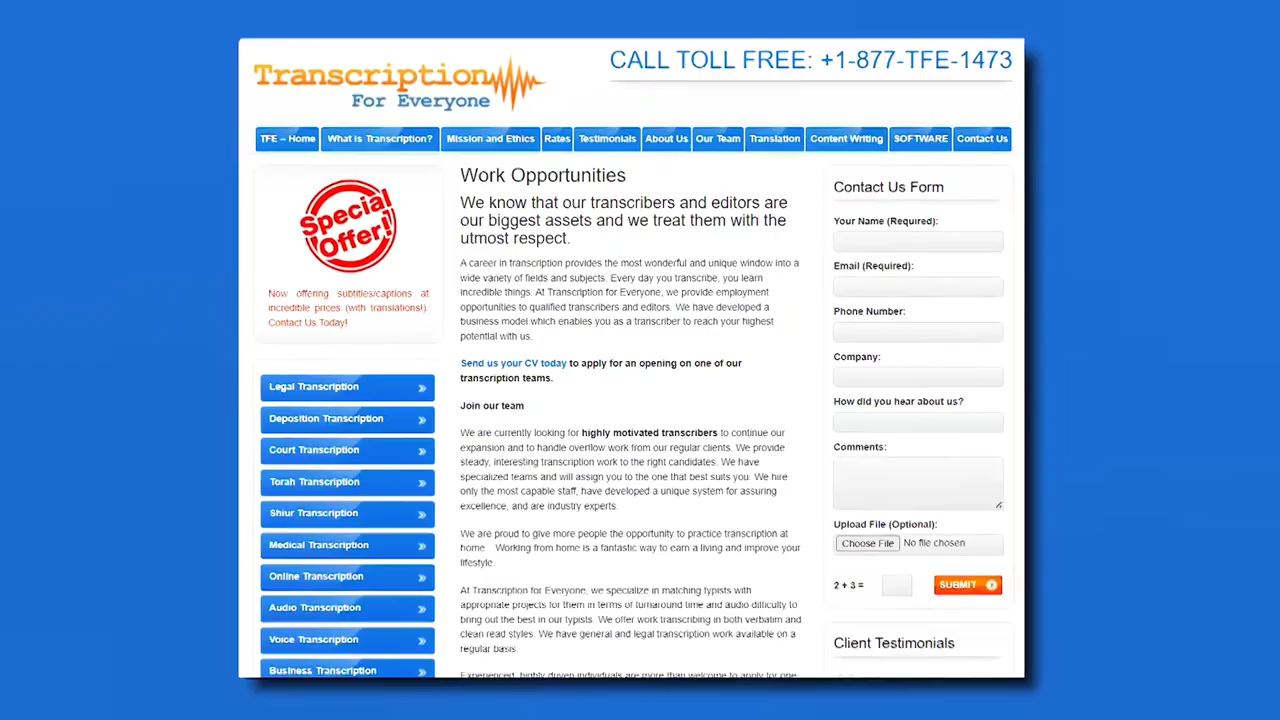 Transcription
For Everyone
CALL TOLL FREE: +1-877-TFE-1473
TFE – Home
What is Transcription?
Mission and Ethics
Rates
Testimonials
About Us
Our Team
Translation
Content Writing
SOFTWARE
Contact Us
Special
Offer!
Now offering subtitles/captions at
incredible prices (with translations!).
Contact Us Today!
Legal Transcription
Deposition Transcription
Court Transcription
Torah Transcription
Shiur Transcription
Medical Transcription
Online Transcription
Audio Transcription
Voice Transcription
Business Transcription
Work Opportunities
We know that our transcribers and editors are
our biggest assets and we treat them with the
utmost respect.
A career in transcription provides the most wonderful and unique window into a
wide variety of fields and subjects. Every day you transcribe, you learn
incredible things. At Transcription for Everyone, we provide employment
opportunities to qualified transcribers and editors. We have developed a
business model which enables you as a transcriber to reach your highest
potential with us.
Send us your CV today to apply for an opening on one of our
transcription teams.
Join our team
We are currently looking for highly motivated transcribers to continue our
expansion and to handle overflow work from our regular clients. We provide
steady, interesting transcription work to the right candidates. We have
specialized teams and will assign you to the one that best suits you. We hire
only the most capable staff, have developed a unique system for assuring
excellence, and are industry experts.
We are proud to give more people the opportunity to practice transcription at
home. Working from home is a fantastic way to earn a living and improve your
lifestyle.
At Transcription for Everyone, we specialize in matching typists with
appropriate projects for them in terms of turnaround time and audio difficulty to
bring out the best in our typists. We offer work transcribing in both verbatim and
clean read styles. We have general and legal transcription work available on a
regular basis.
Experienced, highly driven individuals are more than welcome to apply for one
Contact Us Form
Your Name (Required):
Email (Required):
Phone Number:
Company:
How did you hear about us?
Comments:
Upload File (Optional):
Choose File No file chosen
2 + 3 =
SUBMIT
Client Testimonials